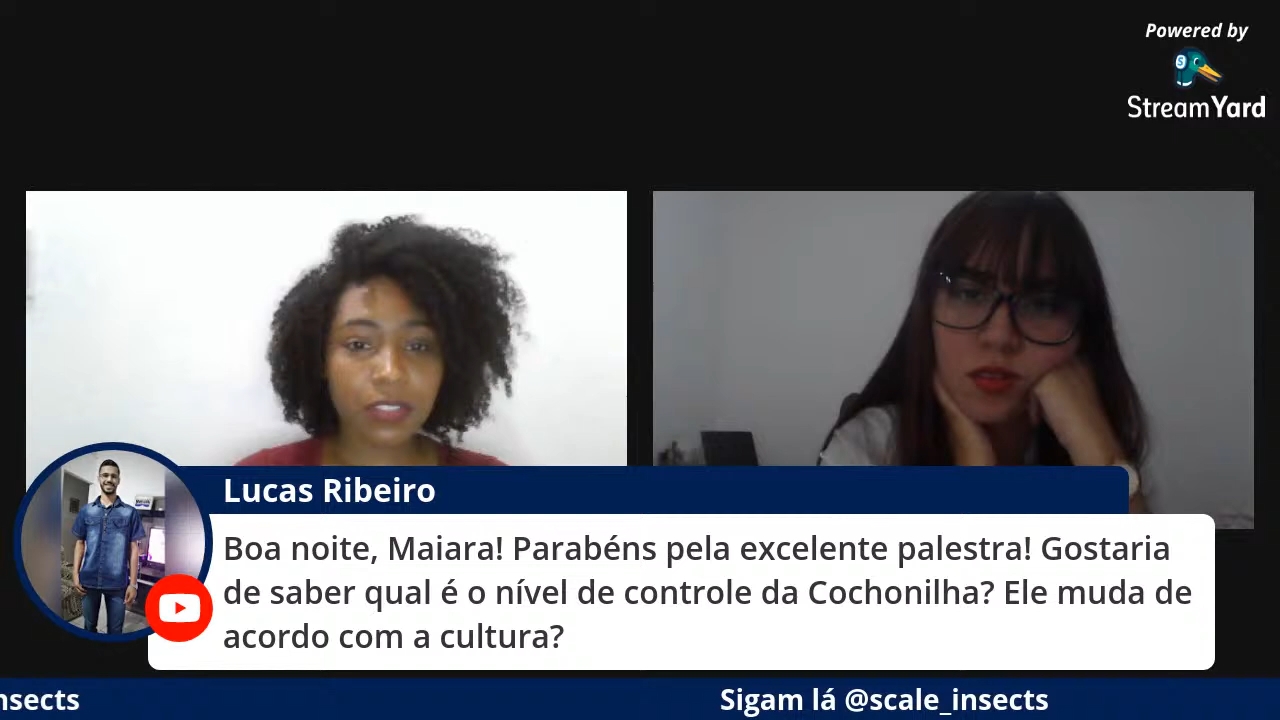 Powered by
StreamYard
Lucas Ribeiro
Boa noite, Maiara! Parabéns pela excelente palestra! Gostaria
de saber qual é o nível de controle da Cochonilha? Ele muda de
acordo com a cultura?
nsects
Sigam lá @scale_insects